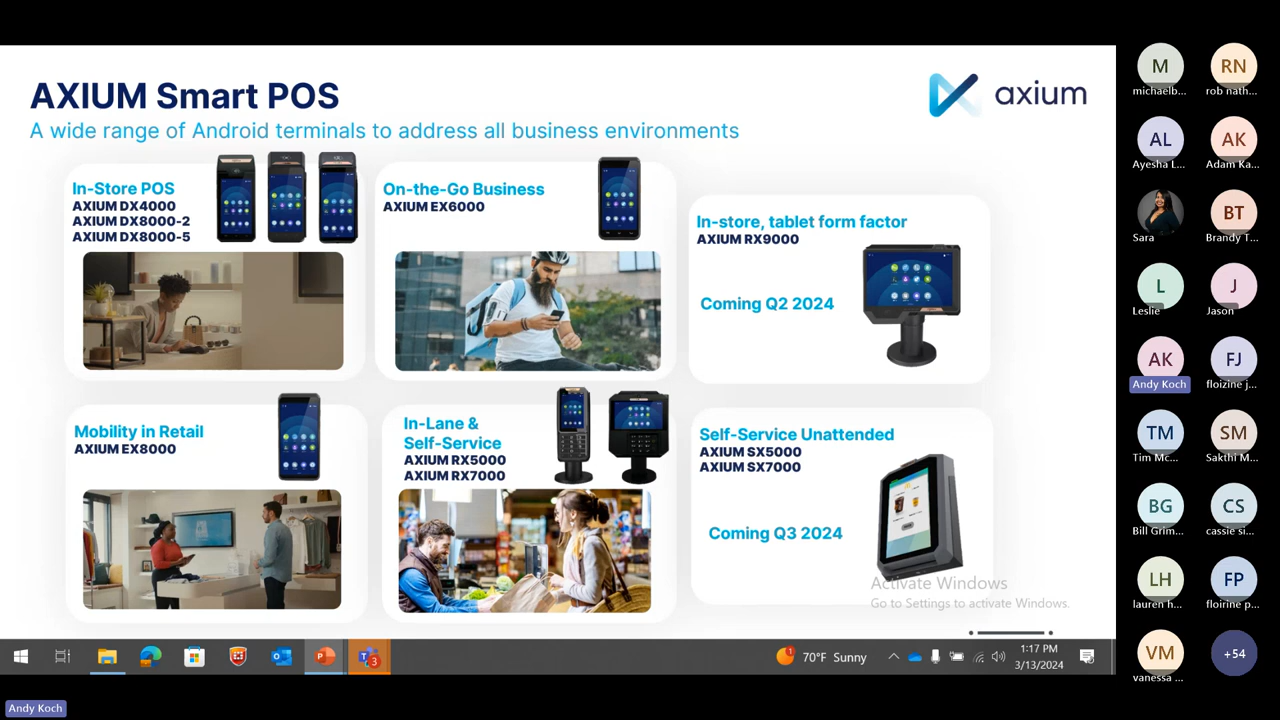 AXIUM Smart POS
A wide range of Android terminals to address all business environments
axium
In-Store POS
AXIUM DX4000
AXIUM DX8000-2
AXIUM DX8000-5
On-the-Go Business
AXIUM EX6000
In-store, tablet form factor
AXIUM RX9000
Coming Q2 2024
Mobility in Retail
AXIUM EX8000
In-Lane &
Self-Service
AXIUM RX5000
AXIUM RX7000
Self-Service Unattended
AXIUM SX5000
AXIUM SX7000
Coming Q3 2024
Activate Windows
Go to Settings to activate Windows.
1
70°F Sunny
1:17 PM
3/13/2024
3
M
michaelb...
RN
rob nath...
AL
Ayesha L...
AK
Adam Ka...
Sara
BT
Brandy T...
L
Leslie
J
Jason
AK
Andy Koch
FJ
floizine j...
TM
Tim Mc...
SM
Sakthi M...
BG
Bill Grim...
CS
cassie si...
LH
lauren h...
FP
floirine p...
VM
vanessa ...
+54
Andy Koch